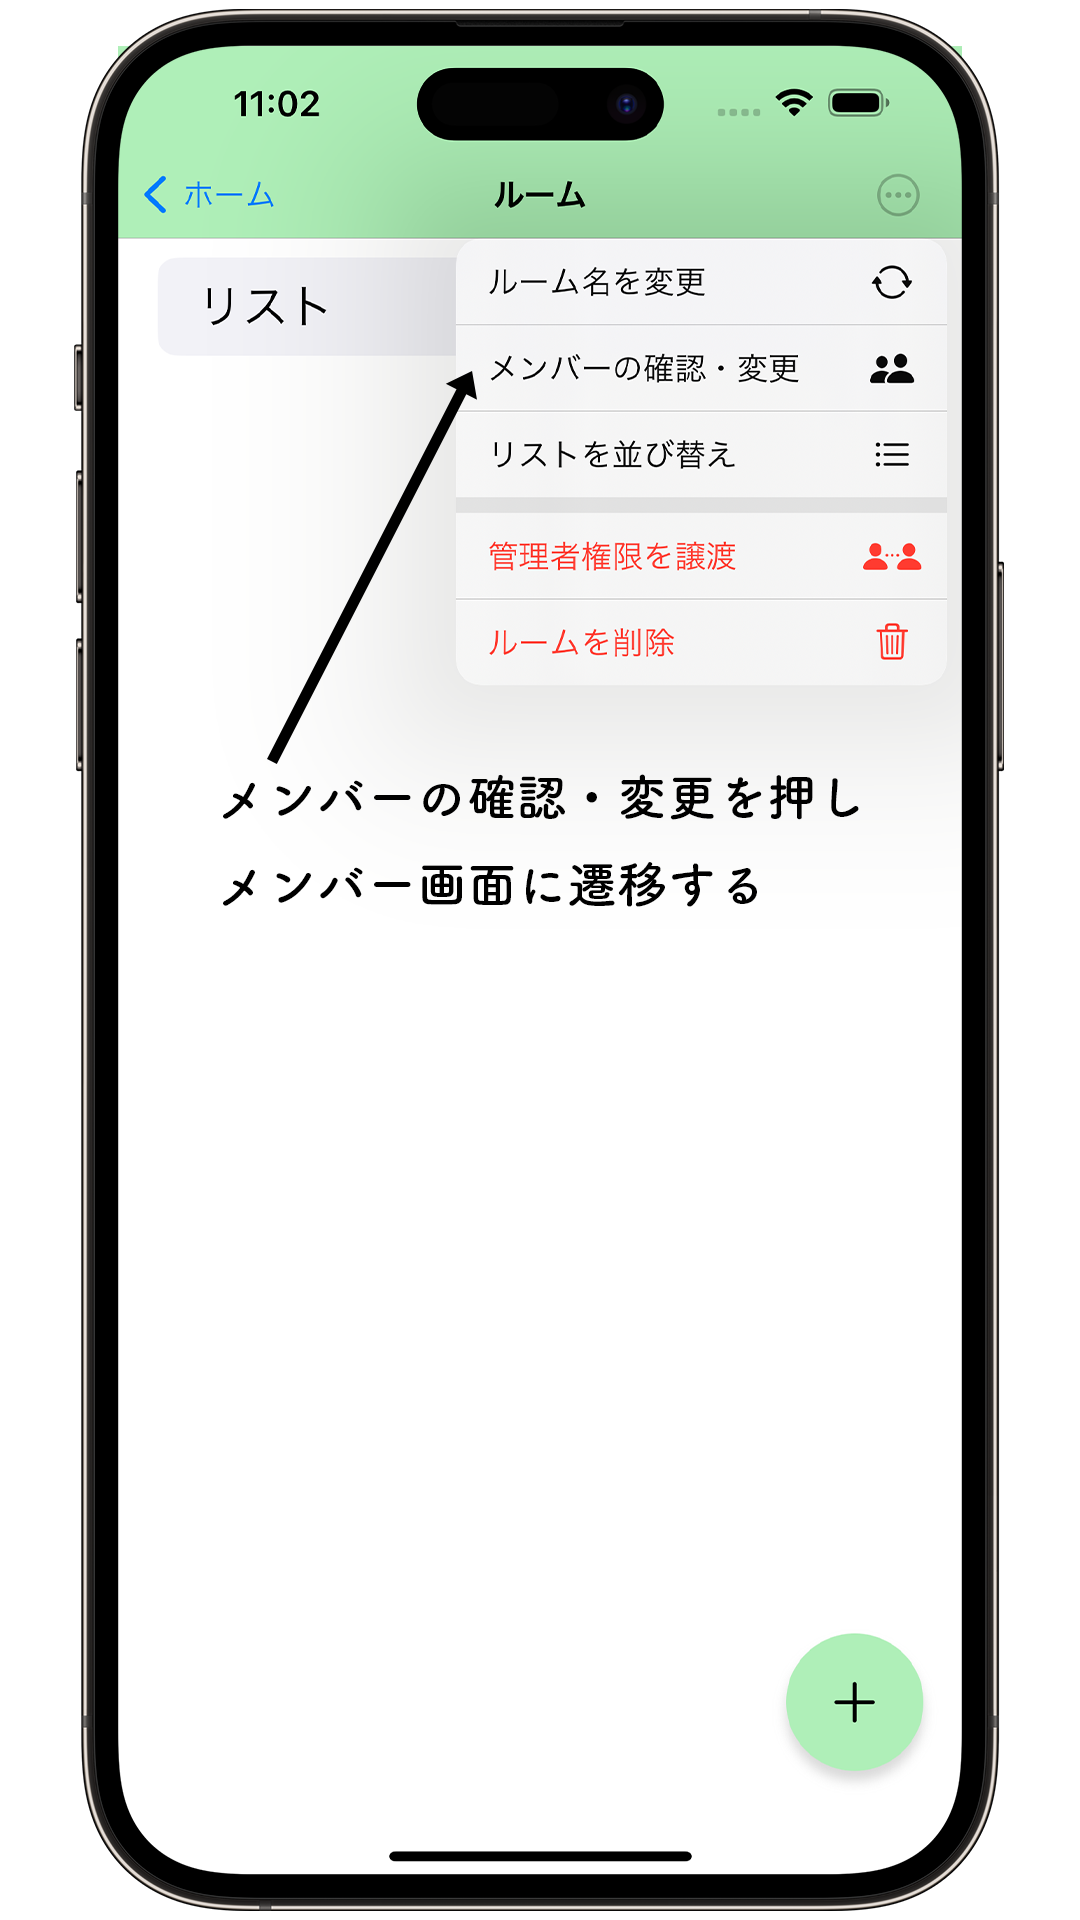 11:02
ホーム
ルーム
リスト
ルーム名を変更
メンバーの確認・変更
リストを並び替え
管理者権限を譲渡
ルームを削除
メンバーの確認・変更を押し
メンバー画面に遷移する